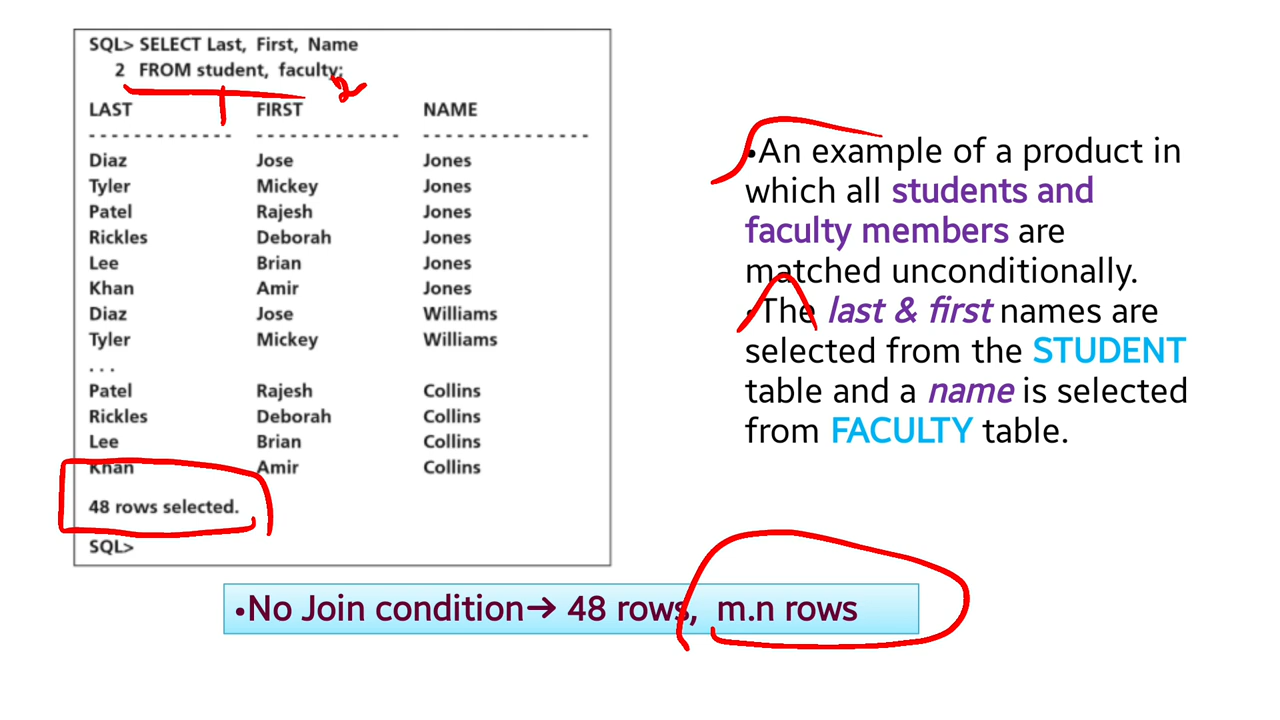 SQL> SELECT Last, First, Name
2 FROM student, faculty;
LAST FIRST NAME
- - - - - - - - - - - - - - - - - - - - - - - - - - - - - - - - - - - - - - - - -
Diaz Jose Jones
Tyler Mickey Jones
Patel Rajesh Jones
Rickles Deborah Jones
Lee Brian Jones
Khan Amir Jones
Diaz Jose Williams
Tyler Mickey Williams
. . .
Patel Rajesh Collins
Rickles Deborah Collins
Lee Brian Collins
Khan Amir Collins
48 rows selected.
SQL>
•An example of a product in
which all students and
faculty members are
matched unconditionally.
•The last & first names are
selected from the STUDENT
table and a name is selected
from FACULTY table.
•No Join condition→ 48 rows, m.n rows